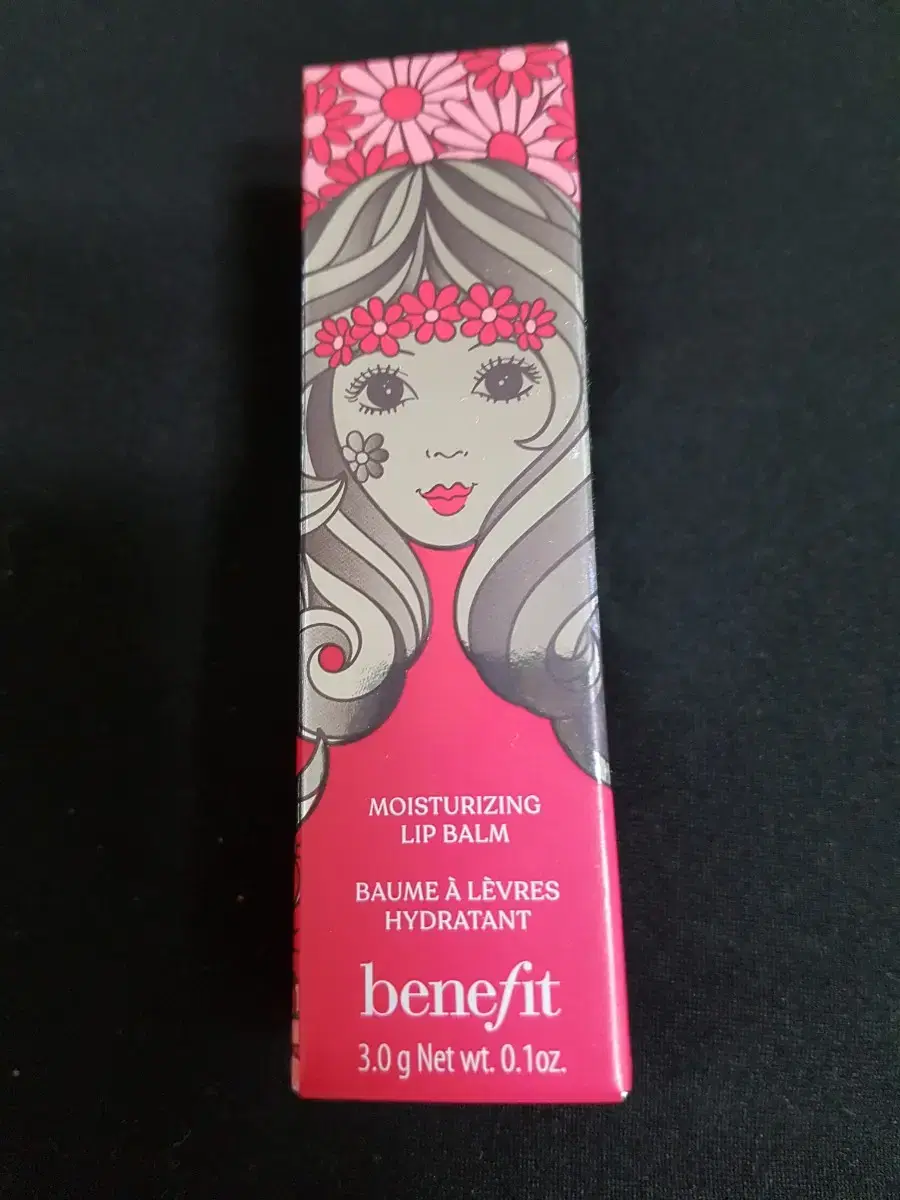 MOISTURIZING
LIP BALM
BAUME À LÈVRES
HYDRATANT
benefit
3.0 g Net wt. 0.1oz.